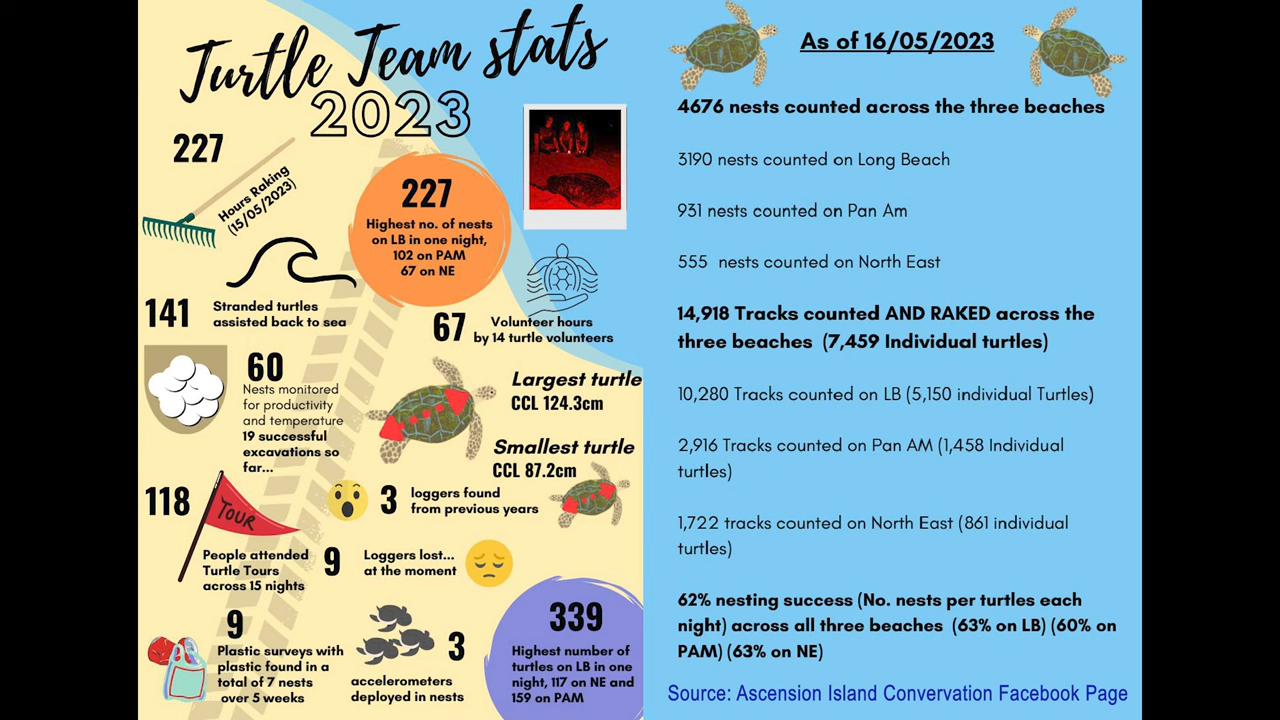 Turtle Team stats
2023
227
Hours Raking
(15/05/2023)
227
Highest no. of nests
on LB in one night,
102 on PAM
67 on NE
141
Stranded turtles
assisted back to sea
67
Volunteer hours
by 14 turtle volunteers
60
Nests monitored
for productivity
and temperature
19 successful
excavations so
far...
Largest turtle
CCL 124.3cm
Smallest turtle
CCL 87.2cm
118
TOUR
People attended
Turtle Tours
across 15 nights
3
loggers found
from previous years
9
Loggers lost...
at the moment
9
Plastic surveys with
plastic found in a
total of 7 nests
over 5 weeks
3
accelerometers
deployed in nests
339
Highest number of
turtles on LB in one
night, 117 on NE and
159 on PAM
As of 16/05/2023
4676 nests counted across the three beaches
3190 nests counted on Long Beach
931 nests counted on Pan Am
555 nests counted on North East
14,918 Tracks counted AND RAKED across the
three beaches (7,459 Individual turtles)
10,280 Tracks counted on LB (5,150 individual Turtles)
2,916 Tracks counted on Pan AM (1,458 Individual
turtles)
1,722 tracks counted on North East (861 individual
turtles)
62% nesting success (No. nests per turtles each
night) across all three beaches (63% on LB) (60% on
PAM) (63% on NE)
Source: Ascension Island Convervation Facebook Page